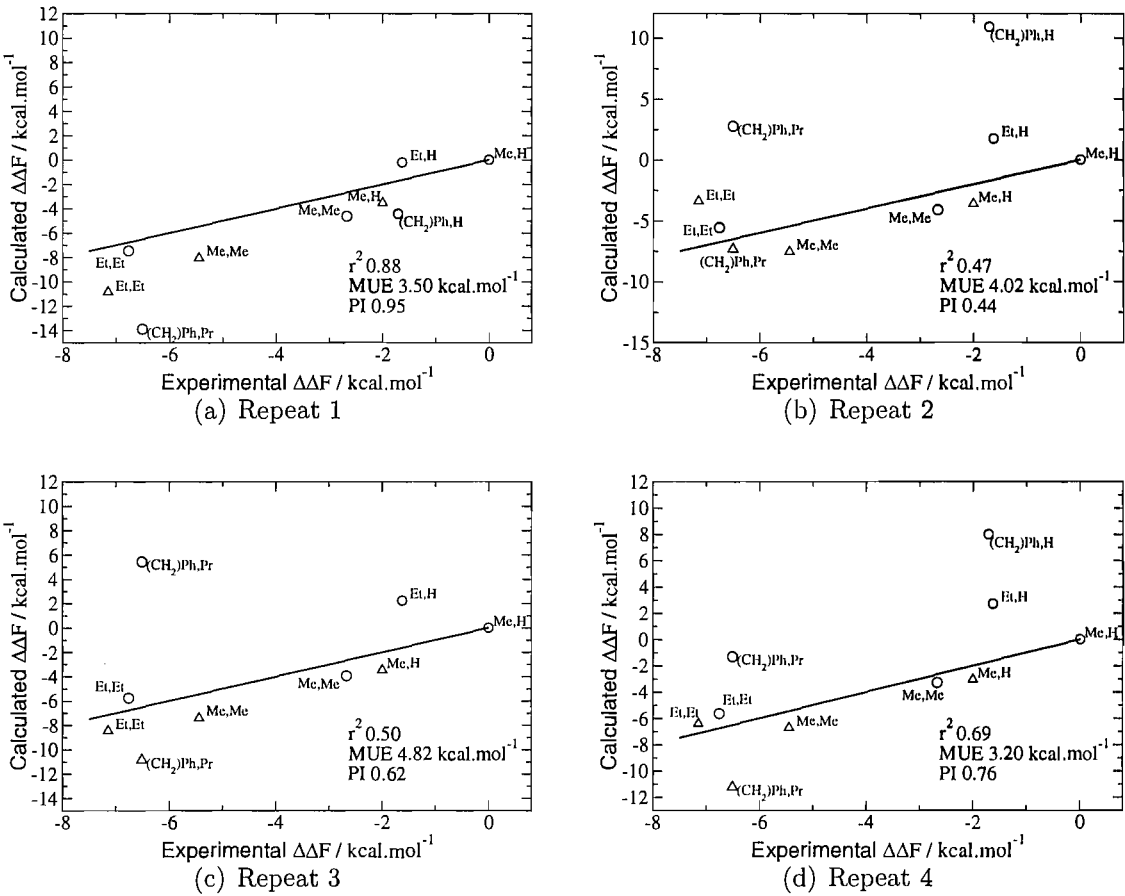 12
10
8
6
4
2
0
-2
-4
-6
-8
-10
-12
-14
Calculated ΔΔF / kcal.mol⁻¹
Me,H
Et,H
Me,H
Me,Me
(CH₂)Ph,H
Et,Et
Me,Me
Et,Et
(CH₂)Ph,Pr
r² 0.88
MUE 3.50 kcal.mol⁻¹
PI 0.95
-8 -6 -4 -2 0
Experimental ΔΔF / kcal.mol⁻¹
(a) Repeat 1
10
5
0
-5
-10
-15
Calculated ΔΔF / kcal.mol⁻¹
(CH₂)Ph,H
(CH₂)Ph,Pr
Et,H
Me,H
Et,Et
Me,H
Me,Me
Et,Et
Me,Me
(CH₂)Ph,Pr
r² 0.47
MUE 4.02 kcal.mol⁻¹
PI 0.44
-8 -6 -4 -2 0
Experimental ΔΔF / kcal.mol⁻¹
(b) Repeat 2
12
10
8
6
4
2
0
-2
-4
-6
-8
-10
-12
-14
Calculated ΔΔF / kcal.mol⁻¹
(CH₂)Ph,Pr
Et,H
Me,H
Me,H
Et,Et
Me,Me
Et,Et
Me,Me
(CH₂)Ph,Pr
r² 0.50
MUE 4.82 kcal.mol⁻¹
PI 0.62
-8 -6 -4 -2 0
Experimental ΔΔF / kcal.mol⁻¹
(c) Repeat 3
12
10
8
6
4
2
0
-2
-4
-6
-8
-10
-12
Calculated ΔΔF / kcal.mol⁻¹
(CH₂)Ph,H
Et,H
Me,H
(CH₂)Ph,Pr
Me,H
Me,Me
Et,Et
Et,Et
Me,Me
(CH₂)Ph,Pr
r² 0.69
MUE 3.20 kcal.mol⁻¹
PI 0.76
-8 -6 -4 -2 0
Experimental ΔΔF / kcal.mol⁻¹
(d) Repeat 4